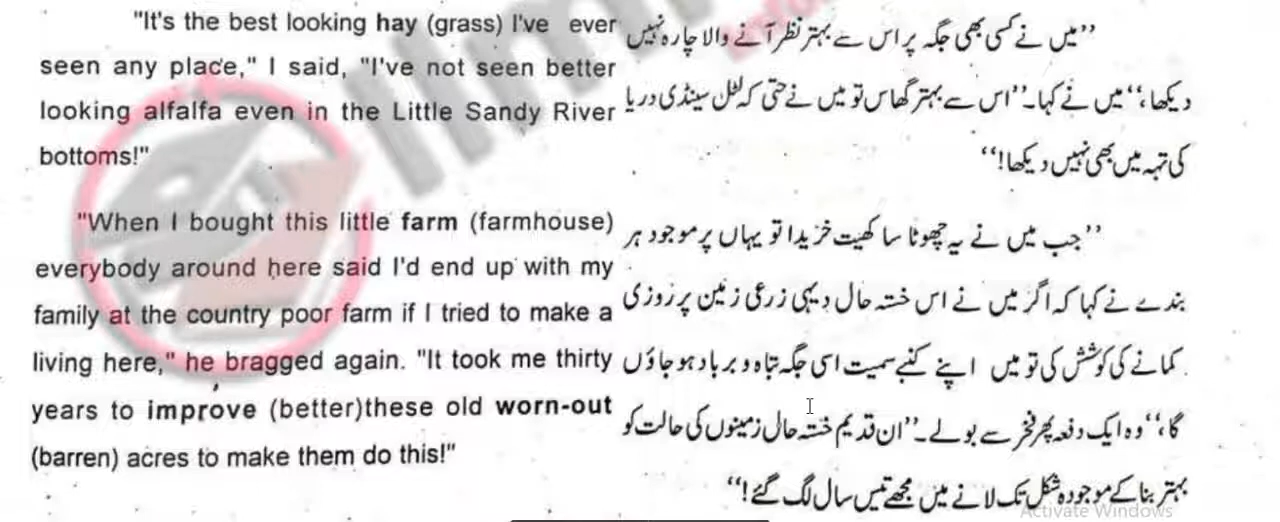 "It's the best looking hay (grass) I've ever
seen any place," I said, "I've not seen better
looking alfalfa even in the Little Sandy River
bottoms!"
"When I bought this little farm (farmhouse)
everybody around here said I'd end up with my
family at the country poor farm if I tried to make a
living here," he bragged again. "It took me thirty
years to improve (better)these old worn-out
(barren) acres to make them do this!"
’’میں نے کسی بھی جگہ پر اس سے بہتر نظر آنے والا چارہ نہیں
دیکھا،‘‘ میں نے کہا۔ ’’اس سے بہتر گھاس تو میں نے حتیٰ کہ لٹل سینڈی دریا
کی تہہ میں بھی نہیں دیکھا!‘‘
’’جب میں نے یہ چھوٹا سا کھیت خریدا تو یہاں پر موجود ہر
بندے نے کہا کہ اگر میں نے اس خستہ حال دیہی زرعی زمین پر روزی
کمانے کی کوشش کی تو میں اپنے کنبے سمیت اسی جگہ تباہ و برباد ہو جاؤں
گا،‘‘ وہ ایک دفعہ پھر فخر سے بولے۔ ’’ان قدیم خستہ حال زمینوں کی حالت کو
بہتر بنا کے موجودہ شکل تک لانے میں مجھے تیس سال لگ گئے!‘‘
Activate Windows